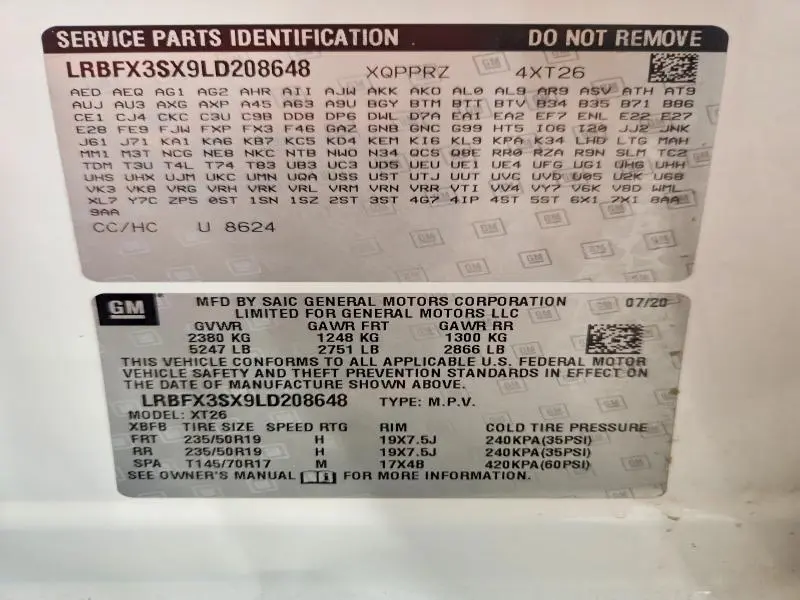 SERVICE PARTS IDENTIFICATION DO NOT REMOVE
LRBFX3SX9LD208648 XQPPRZ 4XT26
AED AEQ AG1 AG2 AHR AII AJW AKK AKO AL0 AL9 AR9 ASV ATH AT9
AUJ AU3 AXG AXP A45 A63 A9U BGY BTM BTT BTV B34 B35 B71 B86
CE1 CJ4 CKC C3U C9B DD8 DP6 DWL D7A EA1 EA2 EF7 ENL E22 E27
E28 FE9 FJW FXP FX3 F46 GAZ GNB GNC G99 HT5 IO6 I20 JJ2 JNK
J61 J71 KA1 KA6 KB7 KC5 KD4 KEM KI6 KL9 KPA K34 LHD LTG MAH
MM1 M3T NCG NE8 NKC NTB NWO N34 QCS QBE RR0 RZA R9N SLM TC2
TDM T3U T4L T74 TB3 UB3 UC3 UD5 UEU UE1 UE4 UFG UG1 UHG UHH
UHS UHX UJM UKC UMN UQA USS UST UTJ UUT UVC UVD U05 U2K U68
VK3 VK8 VRG VRH VRK VRL VRM VRN VRR VTI VV4 VY7 V6K V8D WML
XL7 Y7C ZP5 0ST 1SN 1SZ 2ST 3ST 4G7 4IP 4ST 5ST 6X1 7X1 8AA
9AA
CC/HC U 8624
GM
MFD BY SAIC GENERAL MOTORS CORPORATION 07/20
LIMITED FOR GENERAL MOTORS LLC
GVWR GAWR FRT GAWR RR
2380 KG 1248 KG 1300 KG
5247 LB 2751 LB 2866 LB
THIS VEHICLE CONFORMS TO ALL APPLICABLE U.S. FEDERAL MOTOR
VEHICLE SAFETY AND THEFT PREVENTION STANDARDS IN EFFECT ON
THE DATE OF MANUFACTURE SHOWN ABOVE.
LRBFX3SX9LD208648 TYPE: M.P.V.
MODEL: XT26
XBFB TIRE SIZE SPEED RTG RIM COLD TIRE PRESSURE
FRT 235/50R19 H 19X7.5J 240KPA(35PSI)
RR 235/50R19 H 19X7.5J 240KPA(35PSI)
SPA T145/70R17 M 17X4B 420KPA(60PSI)
SEE OWNER'S MANUAL FOR MORE INFORMATION.